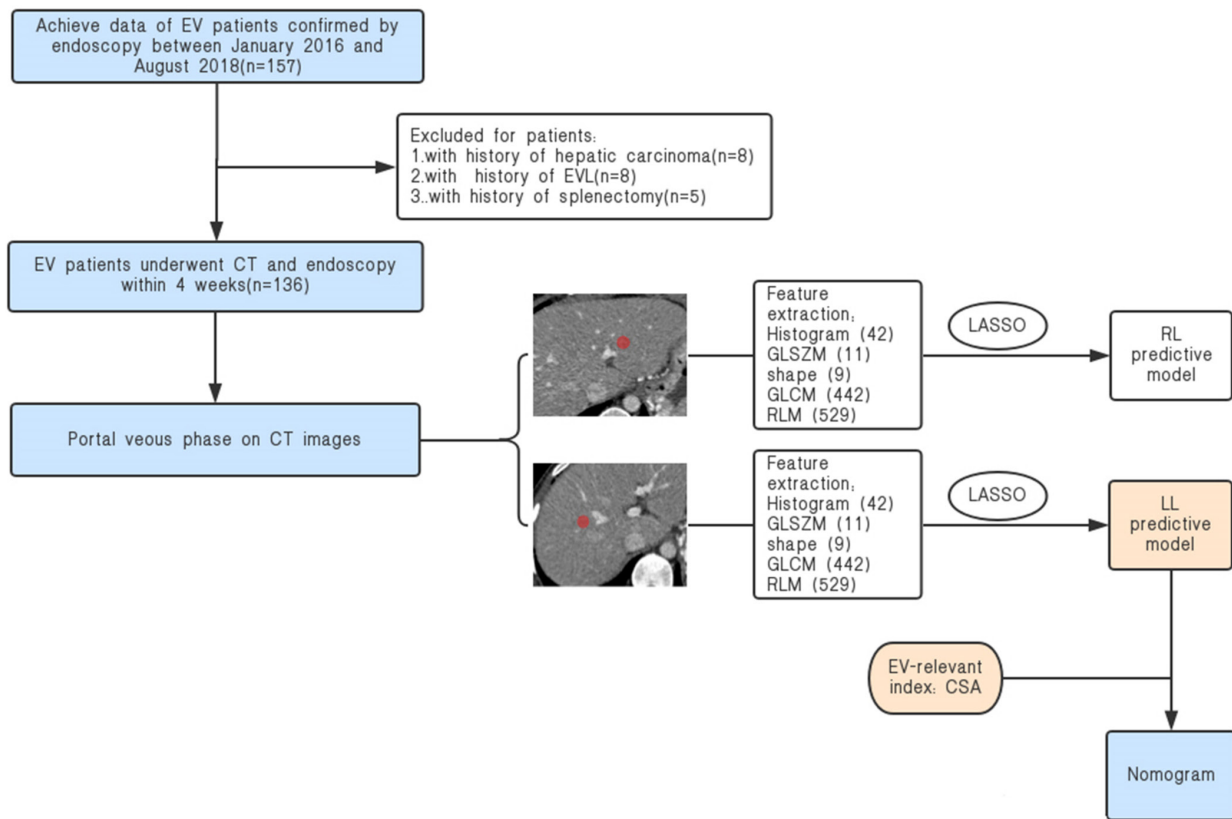 Achieve data of EV patients confirmed by
endoscopy between January 2016 and
August 2018(n=157)
Excluded for patients:
1.with history of hepatic carcinoma(n=8)
2.with history of EVL(n=8)
3..with history of splenectomy(n=5)
EV patients underwent CT and endoscopy
within 4 weeks(n=136)
Portal veous phase on CT images
Feature
extraction;
Histogram (42)
GLSZM (11)
shape (9)
GLCM (442)
RLM (529)
LASSO
RL
predictive
model
Feature
extraction;
Histogram (42)
GLSZM (11)
shape (9)
GLCM (442)
RLM (529)
LASSO
LL
predictive
model
EV-relevant
index: CSA
Nomogram